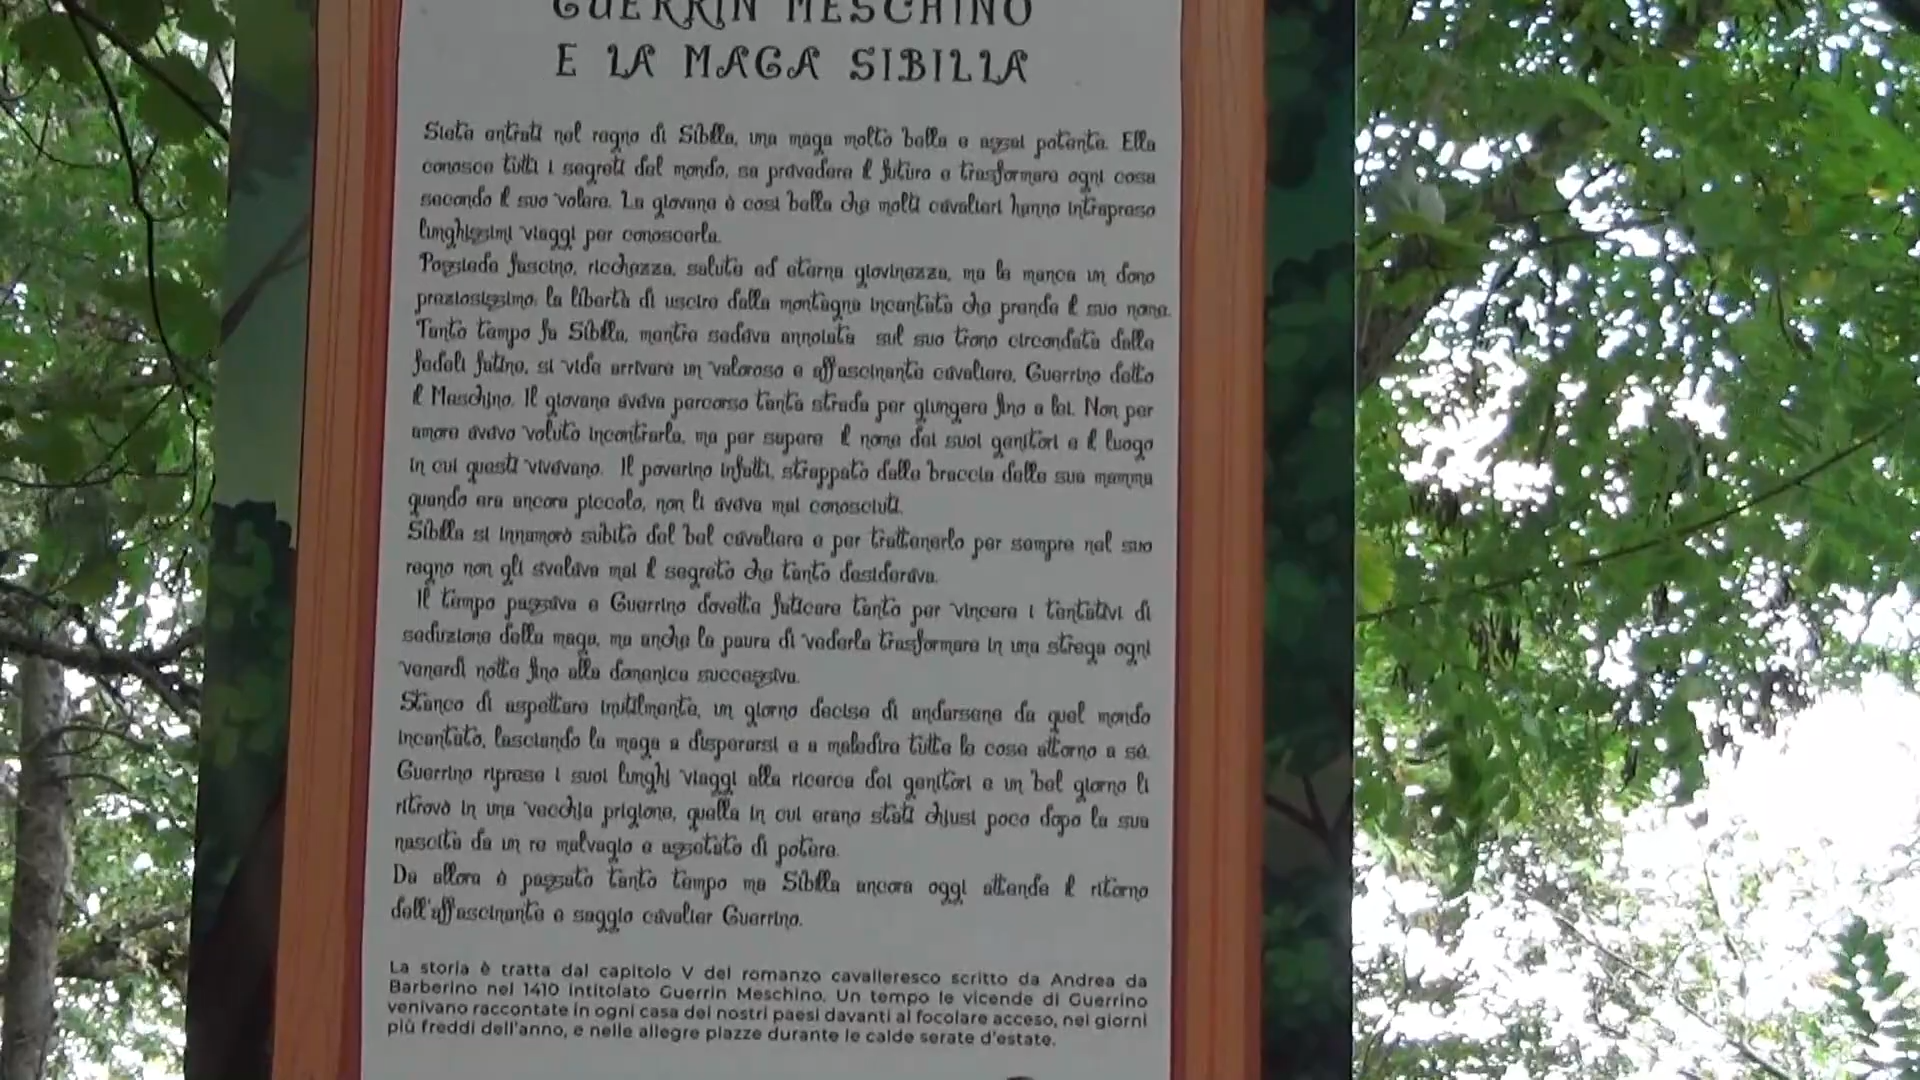 GUERRIN MESCHINO
E LA MAGA SIBILLA
Siete entrati nel regno di Sibilla, una maga molto bella e assai potente. Ella
conosce tutti i segreti del mondo, sa prevedere il futuro e trasformare ogni cosa
secondo il suo volere. La giovane è così bella che molti cavalieri hanno intrapreso
lunghissimi viaggi per conoscerla.
Possiede fascino, ricchezza, salute ed eterna giovinezza, ma le manca un dono
preziosissimo: la libertà di uscire dalla montagna incantata che prende il suo nome.
Tanto tempo fa Sibilla, mentre sedeva annoiata sul suo trono circondata dalle
fedeli fatine, si vide arrivare un valoroso e affascinante cavaliere, Guerrino detto
il Meschino. Il giovane aveva percorso tanta strada per giungere fino a lei. Non per
amore aveva voluto incontrarla, ma per sapere il nome dei suoi genitori e il luogo
in cui questi vivevano. Il poverino infatti, strappato dalle braccia della sua mamma
quando era ancora piccolo, non li aveva mai conosciuti.
Sibilla si innamorò subito del bel cavaliere e per trattenerlo per sempre nel suo
regno non gli svelava mai il segreto che tanto desiderava.
Il tempo passava e Guerrino dovette faticare tanto per vincere i tentativi di
seduzione della maga, ma anche la paura di vederla trasformare in una strega ogni
venerdì notte fino alla domenica successiva.
Stanco di aspettare inutilmente, un giorno decise di andarsene da quel mondo
incantato, lasciando la maga a disperarsi e a maledire tutte le cose attorno a sé.
Guerrino riprese i suoi lunghi viaggi alla ricerca dei genitori e un bel giorno li
ritrovò in una vecchia prigione, quella in cui erano stati chiusi poco dopo la sua
nascita da un re malvagio e assetato di potere.
Da allora è passato tanto tempo ma Sibilla ancora oggi attende il ritorno
dell'affascinante e saggio cavalier Guerrino.
La storia è tratta dal capitolo V del romanzo cavalleresco scritto da Andrea da
Barberino nel 1410 intitolato Guerrin Meschino. Un tempo le vicende di Guerrino
venivano raccontate in ogni casa dei nostri paesi davanti al focolare acceso, nei giorni
più freddi dell'anno, e nelle allegre piazze durante le calde serate d'estate.